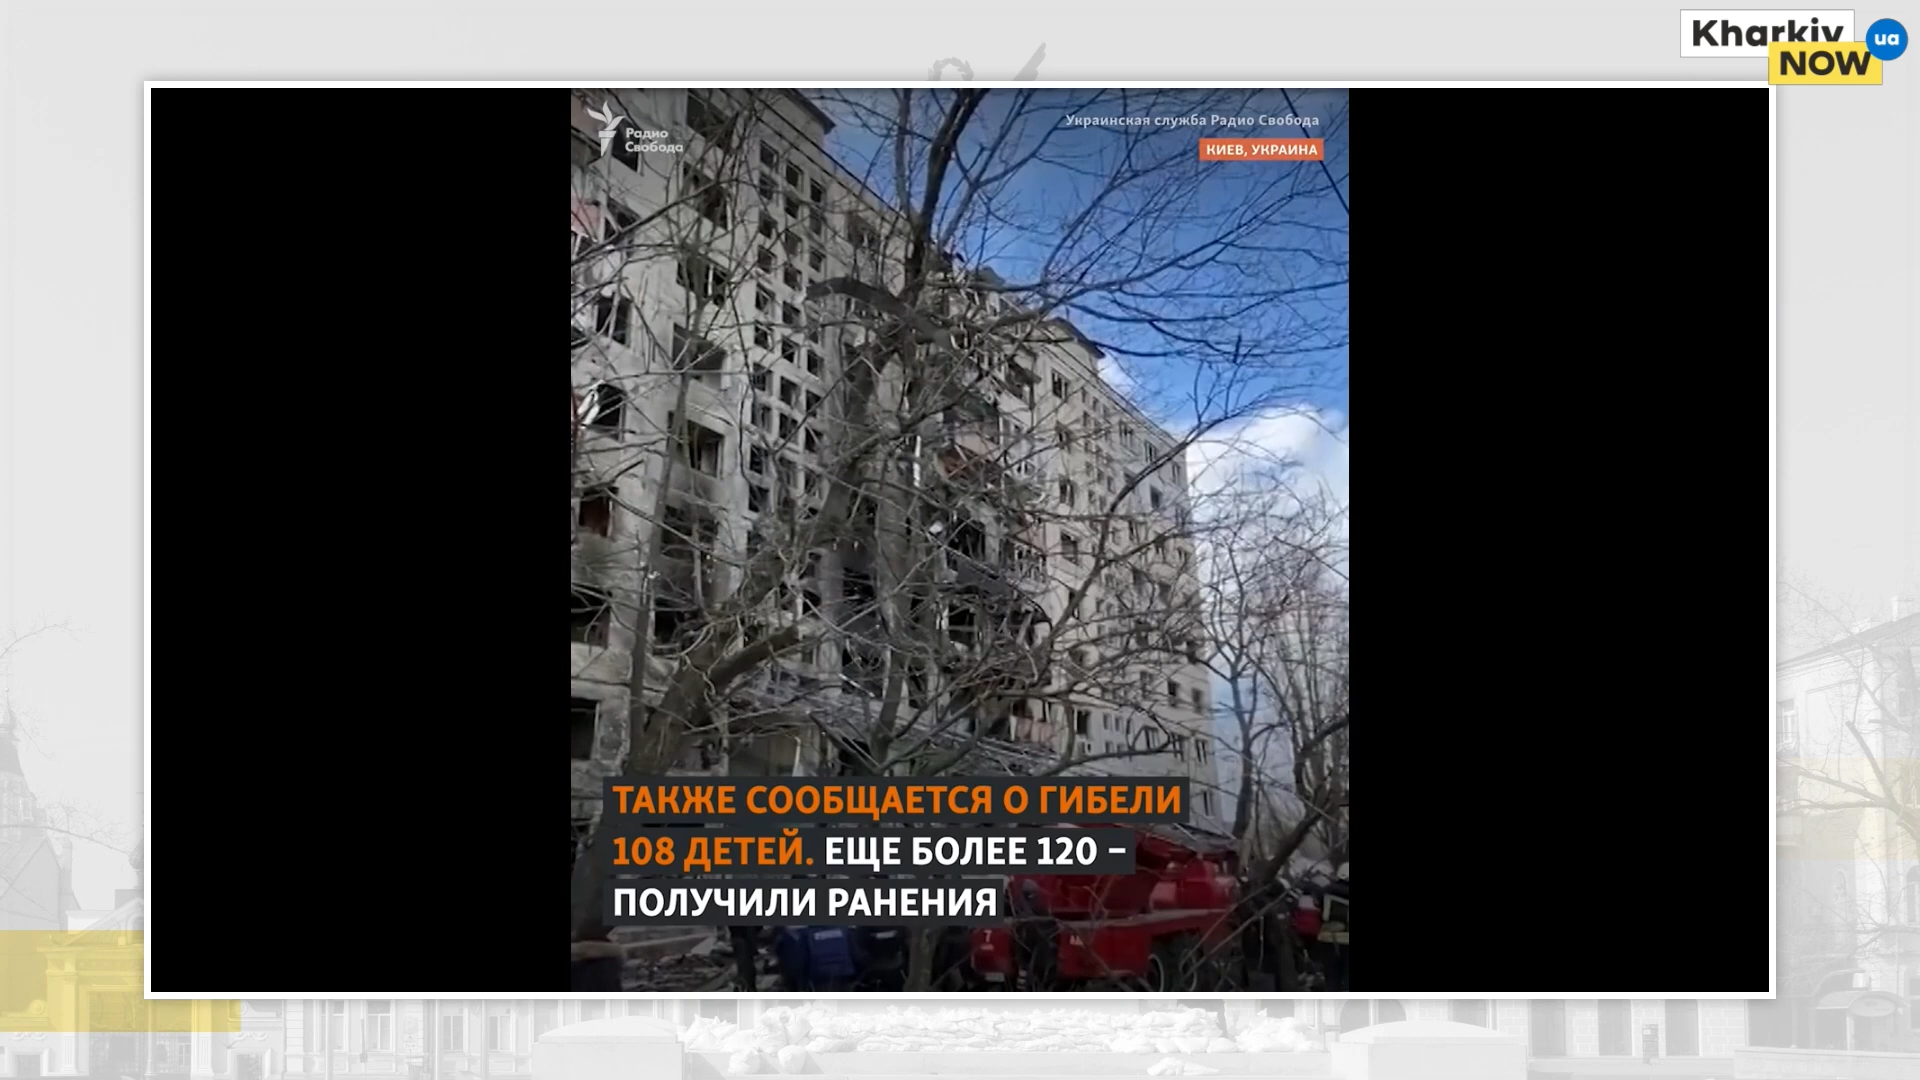 Kharkiv
NOW
ua
Радио
Свобода
Украинская служба Радио Свобода
КИЕВ, УКРАИНА
ТАКЖЕ СООБЩАЕТСЯ О ГИБЕЛИ
108 ДЕТЕЙ. ЕЩЕ БОЛЕЕ 120 –
ПОЛУЧИЛИ РАНЕНИЯ
7